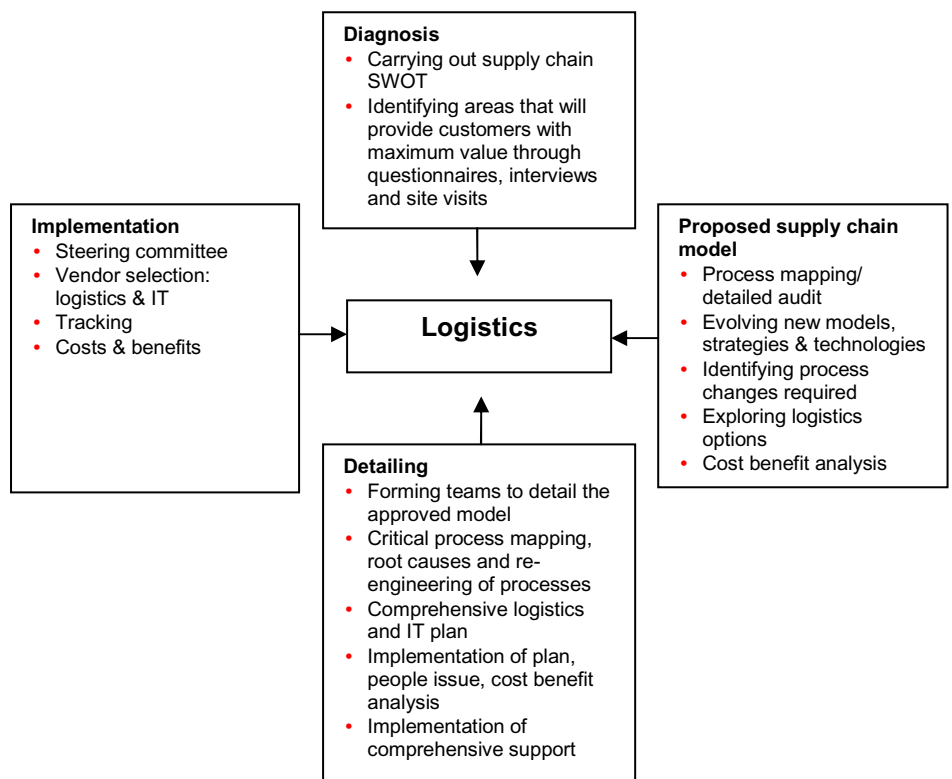 Diagnosis
• Carrying out supply chain
SWOT
• Identifying areas that will
provide customers with
maximum value through
questionnaires, interviews
and site visits
Implementation
• Steering committee
• Vendor selection:
logistics & IT
• Tracking
• Costs & benefits
Logistics
Proposed supply chain
model
• Process mapping/
detailed audit
• Evolving new models,
strategies & technologies
• Identifying process
changes required
• Exploring logistics
options
• Cost benefit analysis
Detailing
• Forming teams to detail the
approved model
• Critical process mapping,
root causes and re-
engineering of processes
• Comprehensive logistics
and IT plan
• Implementation of plan,
people issue, cost benefit
analysis
• Implementation of
comprehensive support